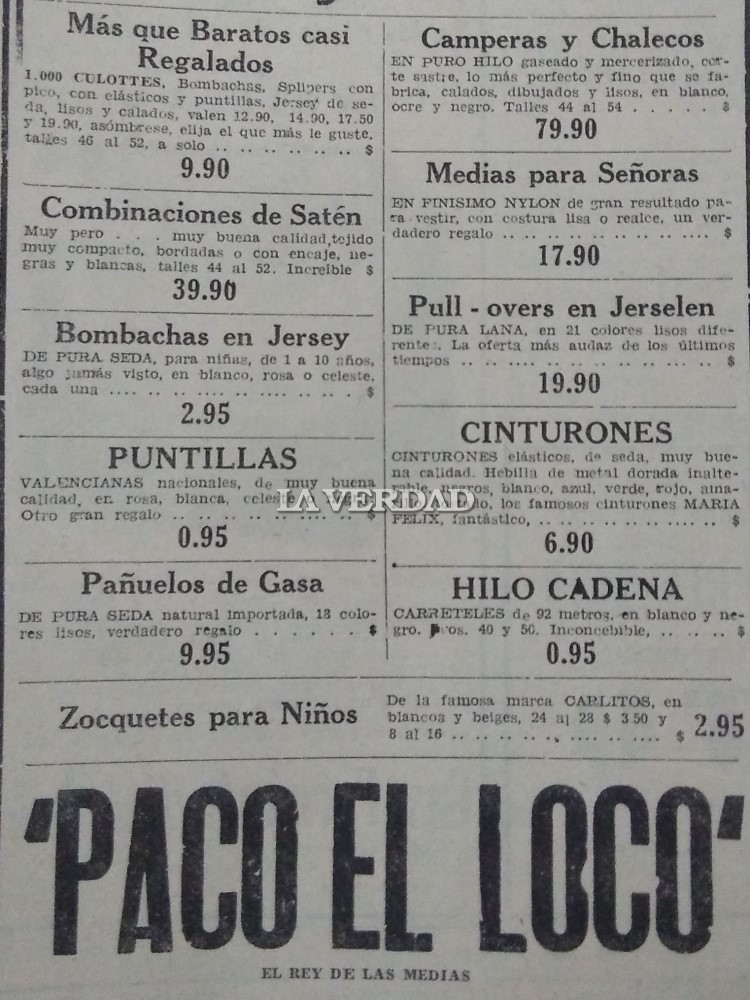 Más que Baratos casi
Regalados
1.000 CULOTTES, Bombachas, Splipers con
pico, con elásticos y puntillas, Jersey de se-
da, lisos y calados, valen 12.90, 14.90, 17.50
y 19.90, asómbrese, elija el que más le guste,
talles 46 al 52, a solo .. .. .. .. .. .. .. $
9.90
Combinaciones de Satén
Muy pero . . . muy buena calidad, tejido
muy compacto, bordadas o con encaje, ne-
gras y blancas, talles 44 al 52. Increíble $
39.90
Bombachas en Jersey
DE PURA SEDA, para niñas, de 1 a 10 años,
algo jamás visto, en blanco, rosa o celeste,
cada una .... .. .. .. .... .. .. .. .. . $
2.95
PUNTILLAS
VALENCIANAS nacionales, de muy buena
calidad, en rosa, blanca, celeste o
Otro gran regalo .. .. .. .. .. .. .. $
0.95
Pañuelos de Gasa
DE PURA SEDA natural importada, 13 colo-
res lisos, verdadero regalo . . . . . . $
9.95
Camperas y Chalecos
EN PURO HILO gaseado y mercerizado, cor-
te sastre, lo más perfecto y fino que se fa-
brica, calados, dibujados y lisos, en blanco,
ocre y negro. Talles 44 al 54 . . . . . $
79.90
Medias para Señoras
EN FINISIMO NYLON de gran resultado pa-
ra vestir, con costura lisa o realce, un ver-
dadero regalo .. .. .. .. .. .. .. .... $
17.90
Pull - overs en Jerselen
DE PURA LANA, en 21 colores lisos dife-
rentes. La oferta más audaz de los últimos
tiempos .. .. .. .. .... .. .. .. .... .. $
19.90
CINTURONES
CINTURONES elásticos, de seda, muy bue-
na calidad. Hebilla de metal dorada inalte-
rable, negros, blanco, azul, verde, rojo, ama-
los famosos cinturones MARIA
FELIX, fantástico, .. .. .. .. .. .... .. $
6.90
HILO CADENA
CARRETELES de 92 metros, en blanco y ne-
gro. Nros. 40 y 50. Inconcebible, .. .. .. $
0.95
Zocquetes para Niños
De la famosa marca CARLITOS, en
blancos y beiges, 24 al 28 $ 3.50 y
8 al 16 .. .. .. .. .. .... .. .... $ 2.95
LA VERDAD
'PACO EL LOCO'
EL REY DE LAS MEDIAS